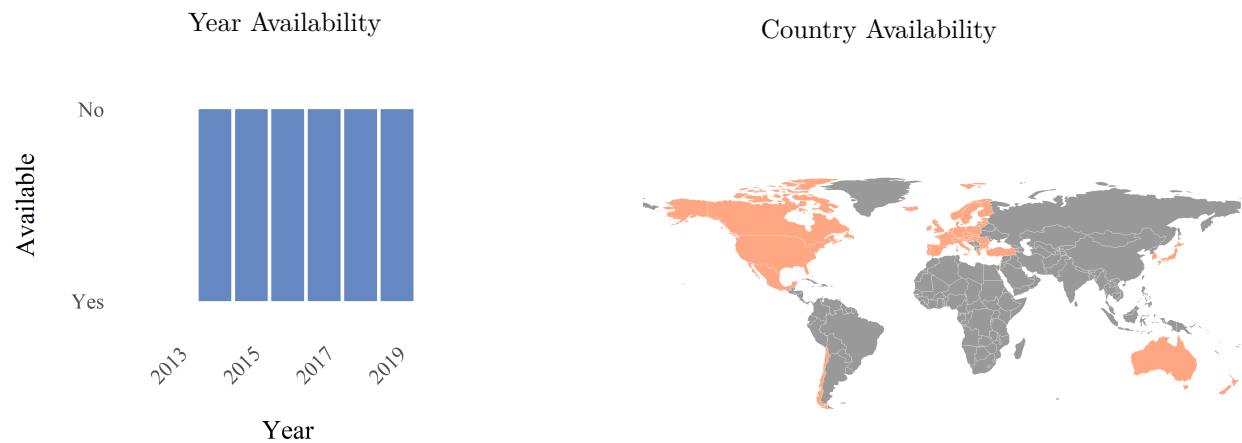 Year Availability
Available
No
Yes
2013
2015
2017
2019
Year
Country Availability